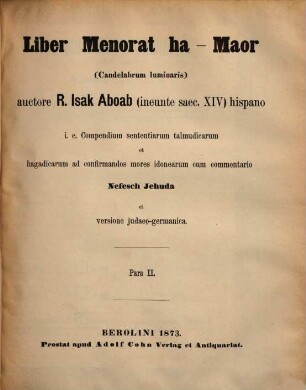 Liber Menorat ha - Maor
(Candelabrum luminaris)
auctore R. Isak Aboab (ineunte saec. XIV) hispano
i. e. Compendium sententiarum talmudicarum
et
hagadicarum ad confirmandos mores idonearum cum commentario
Nefesch Jehuda
et
versione judaeo-germanica.
Pars II.
BEROLINI 1873.
Prostat apud Adolf Cohn Verlag et Antiquariat.